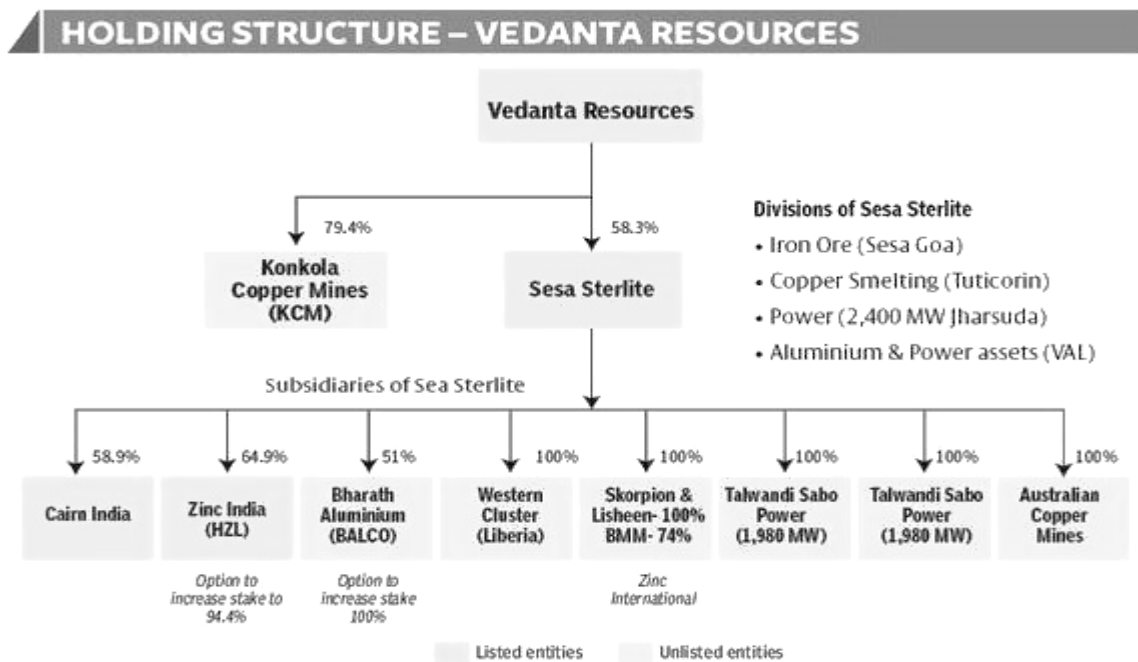 HOLDING STRUCTURE – VEDANTA RESOURCES
Vedanta Resources
79.4%
58.3%
Konkola
Copper Mines
(KCM)
Sesa Sterlite
Divisions of Sesa Sterlite
• Iron Ore (Sesa Goa)
• Copper Smelting (Tuticorin)
• Power (2,400 MW Jharsuda)
• Aluminium & Power assets (VAL)
Subsidiaries of Sea Sterlite
58.9%
64.9%
51%
100%
100%
100%
100%
100%
Cairn India
Zinc India
(HZL)
Bharath
Aluminium
(BALCO)
Western
Cluster
(Liberia)
Skorpion &
Lisheen- 100%
BMM- 74%
Talwandi Sabo
Power
(1,980 MW)
Talwandi Sabo
Power
(1,980 MW)
Australian
Copper
Mines
Option to
increase stake to
94.4%
Option to
increase stake
100%
Zinc
International
Listed entities
Unlisted entities